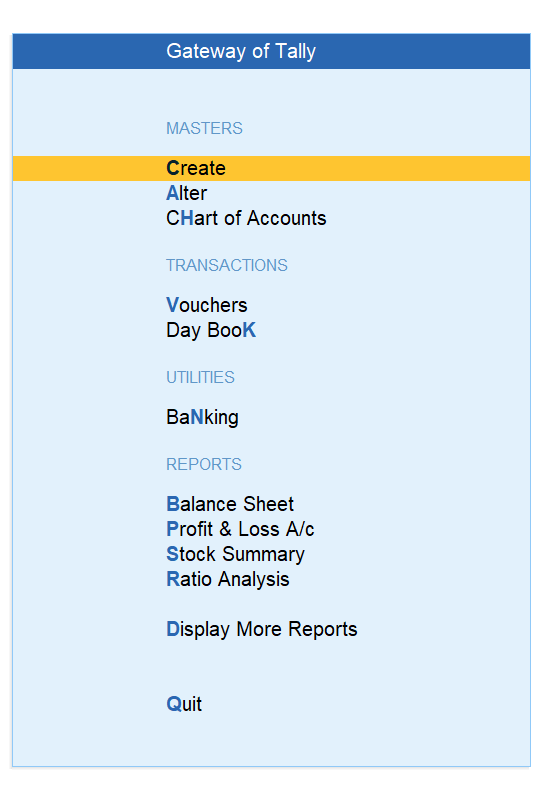 Gateway of Tally
MASTERS
Create
Alter
CHart of Accounts
TRANSACTIONS
Vouchers
Day BooK
UTILITIES
BaNking
REPORTS
Balance Sheet
Profit & Loss A/c
Stock Summary
Ratio Analysis
Display More Reports
Quit